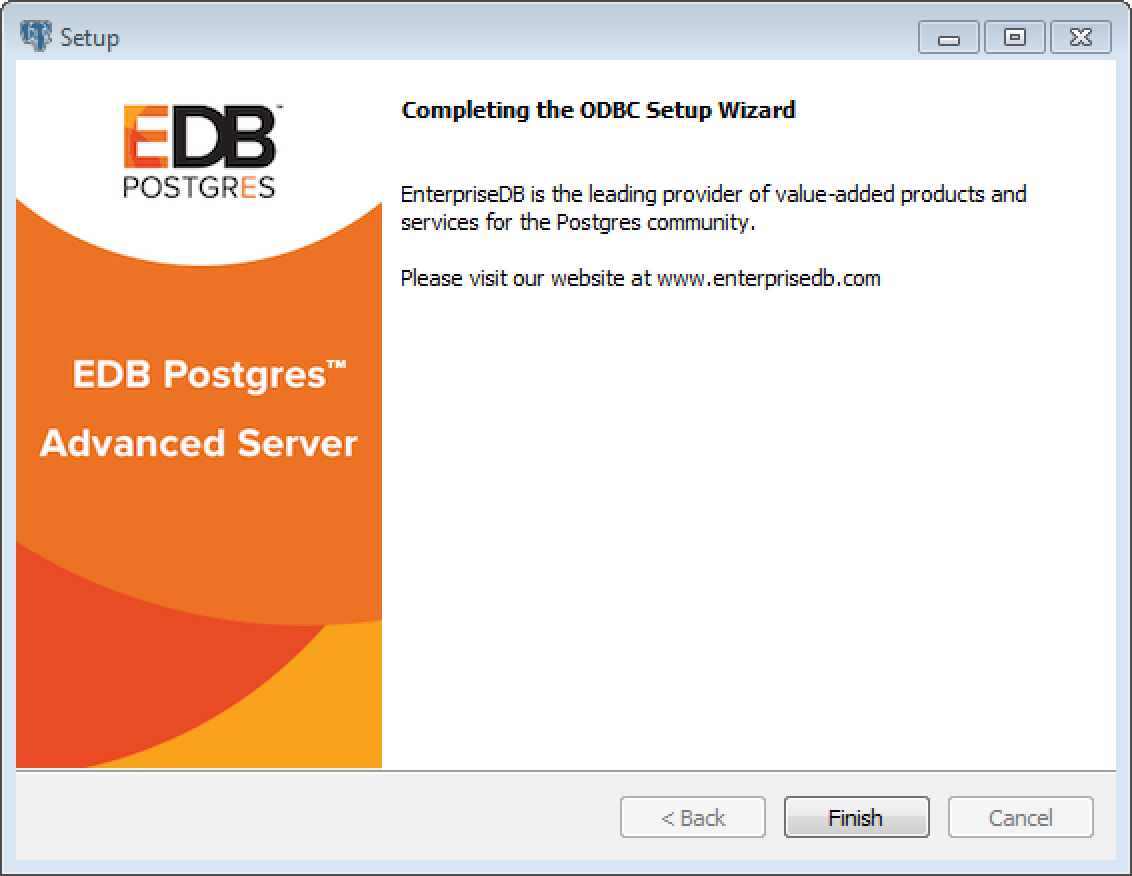 Setup
EDB™
POSTGRES
EDB Postgres™
Advanced Server
Completing the ODBC Setup Wizard
EnterpriseDB is the leading provider of value-added products and
services for the Postgres community.
Please visit our website at www.enterprisedb.com
< Back
Finish
Cancel